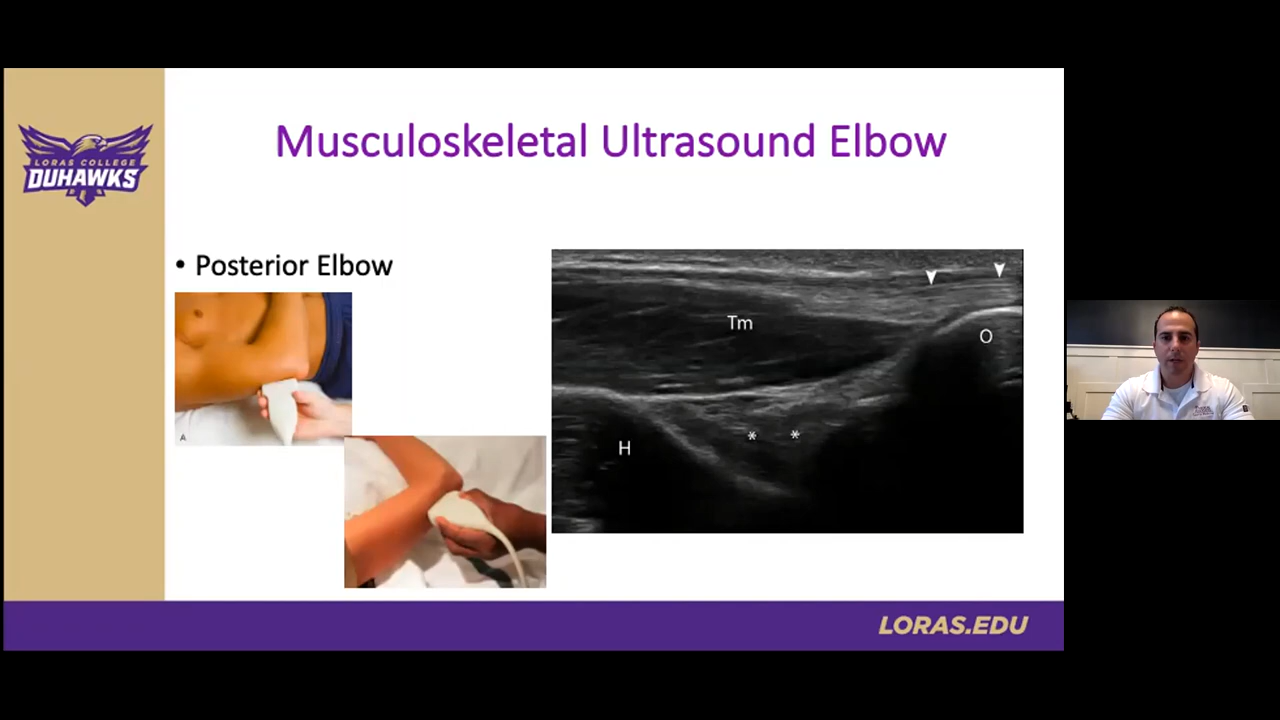 LORAS COLLEGE
DUHAWKS
Musculoskeletal Ultrasound Elbow
• Posterior Elbow
A
Tm
O
* *
H
LORAS.EDU